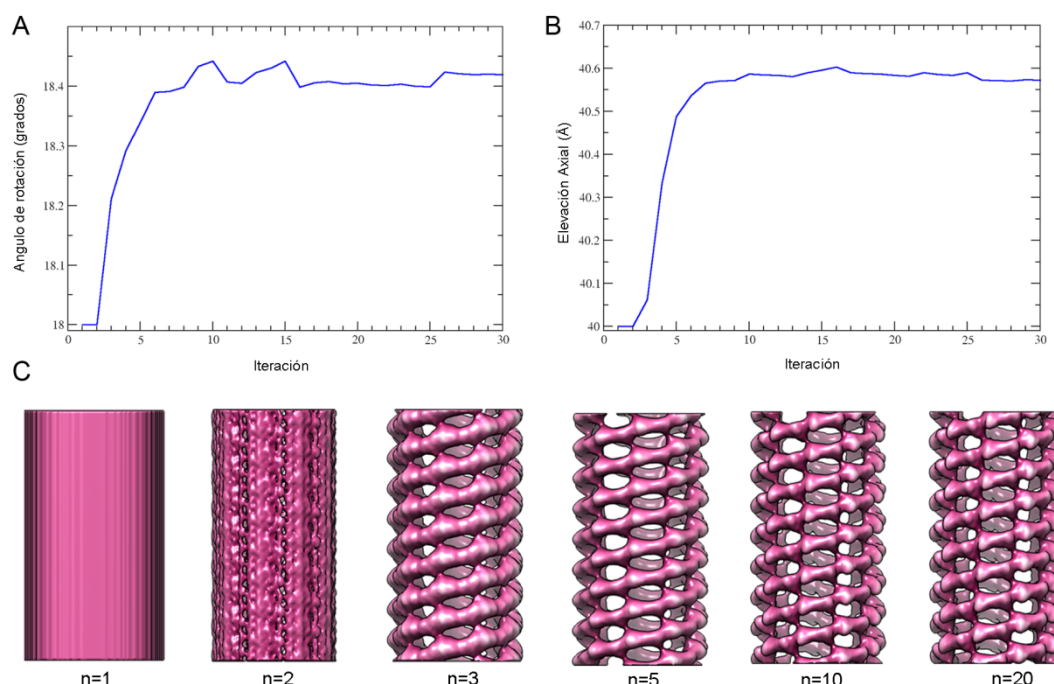 A
Angulo de rotación (grados)
18.4
18.3
18.2
18.1
18
0 5 10 15 20 25 30
Iteración
B
Elevación Axial (Å)
40.7
40.6
40.5
40.4
40.3
40.2
40.1
40
0 5 10 15 20 25 30
Iteración
C
n=1 n=2 n=3 n=5 n=10 n=20